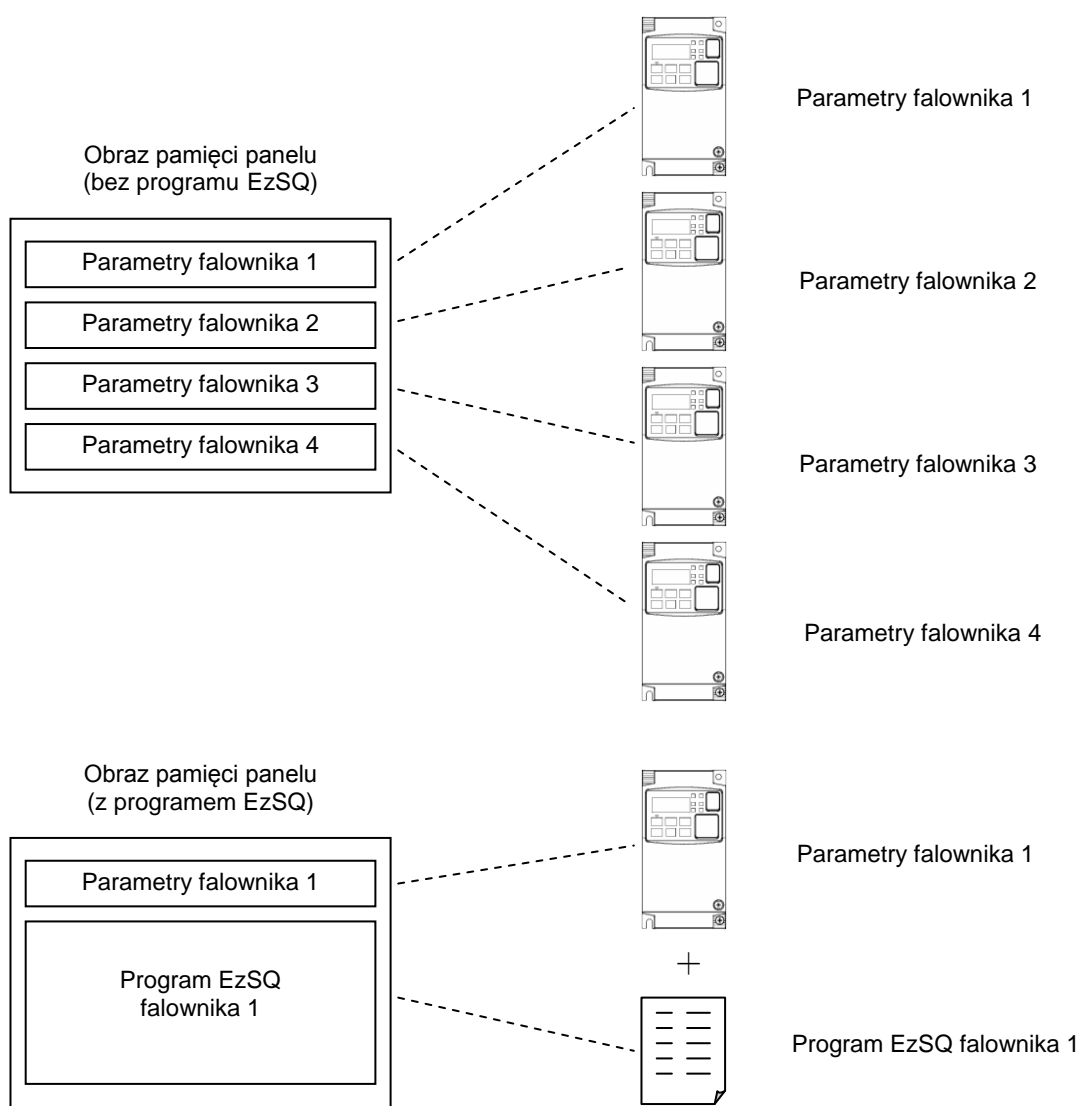 Parametry falownika 1
Obraz pamięci panelu
(bez programu EzSQ)
Parametry falownika 1
Parametry falownika 2
Parametry falownika 3
Parametry falownika 4
Parametry falownika 2
Parametry falownika 3
Parametry falownika 4
Obraz pamięci panelu
(z programem EzSQ)
Parametry falownika 1
Program EzSQ
falownika 1
Parametry falownika 1
+
Program EzSQ falownika 1